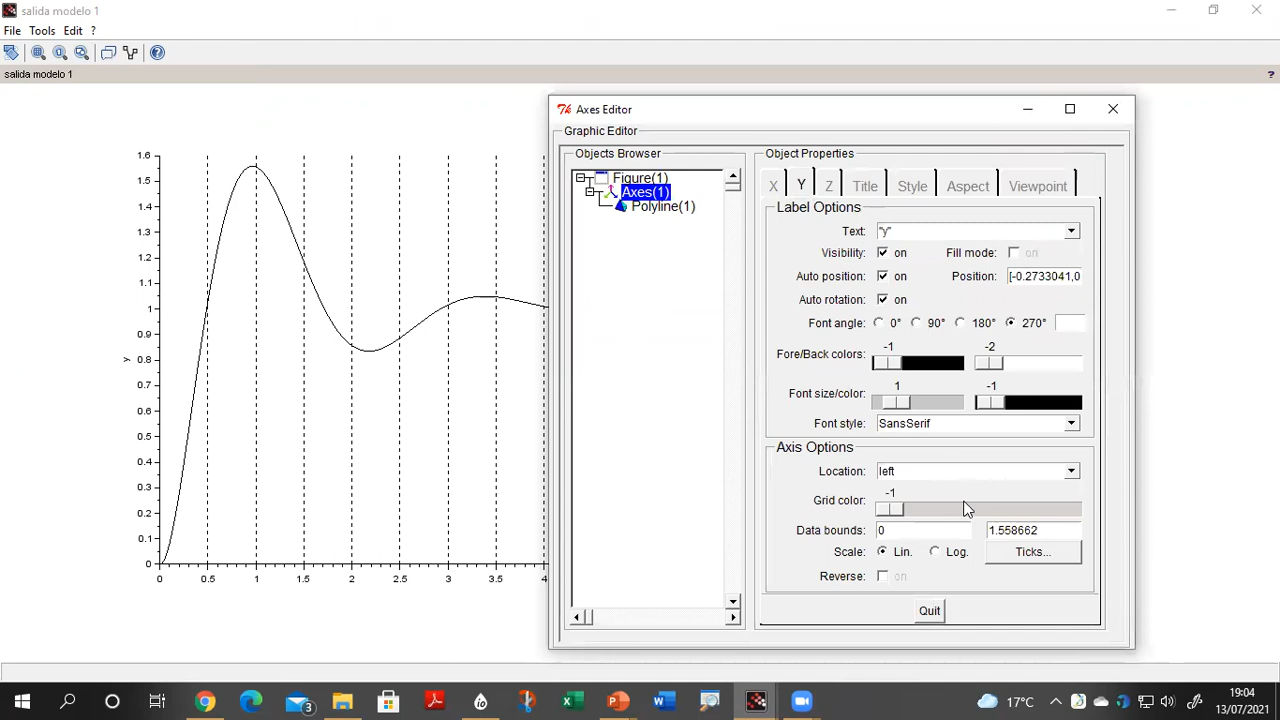 salida modelo 1
File Tools Edit ?
salida modelo 1 ?
Axes Editor
Graphic Editor
Objects Browser
Object Properties
Figure(1)
Axes(1)
Polyline(1)
X Y Z Title Style Aspect Viewpoint
Label Options
Text: "y"
Visibility: on Fill mode: on
Auto position: on Position: [-0.2733041,0
Auto rotation: on
Font angle: 0° 90° 180° 270°
-1 -2
Fore/Back colors:
1 -1
Font size/color:
Font style: SansSerif
Axis Options
Location: left
-1
Grid color:
Data bounds: 0 1.558662
Scale: Lin. Log. Ticks...
Reverse: on
Quit
1.6
1.5
1.4
1.3
1.2
1.1
1
0.9
0.8
y
0.7
0.6
0.5
0.4
0.3
0.2
0.1
0
0 0.5 1 1.5 2 2.5 3 3.5 4
3
17°C
19:04
13/07/2021